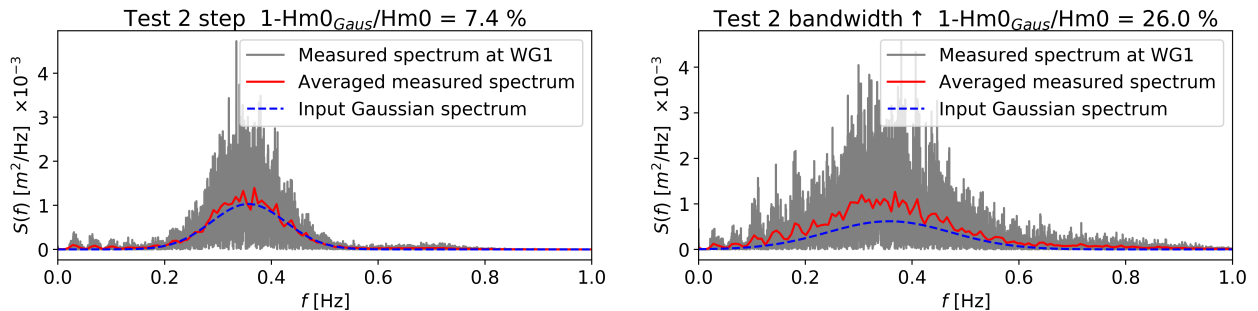 Test 2 step  1-Hm0_{Gaus}/Hm0 = 7.4 %
Measured spectrum at WG1
Averaged measured spectrum
Input Gaussian spectrum
S(f) [m²/Hz] ×10⁻³
4
3
2
1
0
0.0 0.2 0.4 0.6 0.8 1.0
f [Hz]
Test 2 bandwidth ↑ 1-Hm0_{Gaus}/Hm0 = 26.0 %
Measured spectrum at WG1
Averaged measured spectrum
Input Gaussian spectrum
S(f) [m²/Hz] ×10⁻³
4
3
2
1
0
0.0 0.2 0.4 0.6 0.8 1.0
f [Hz]